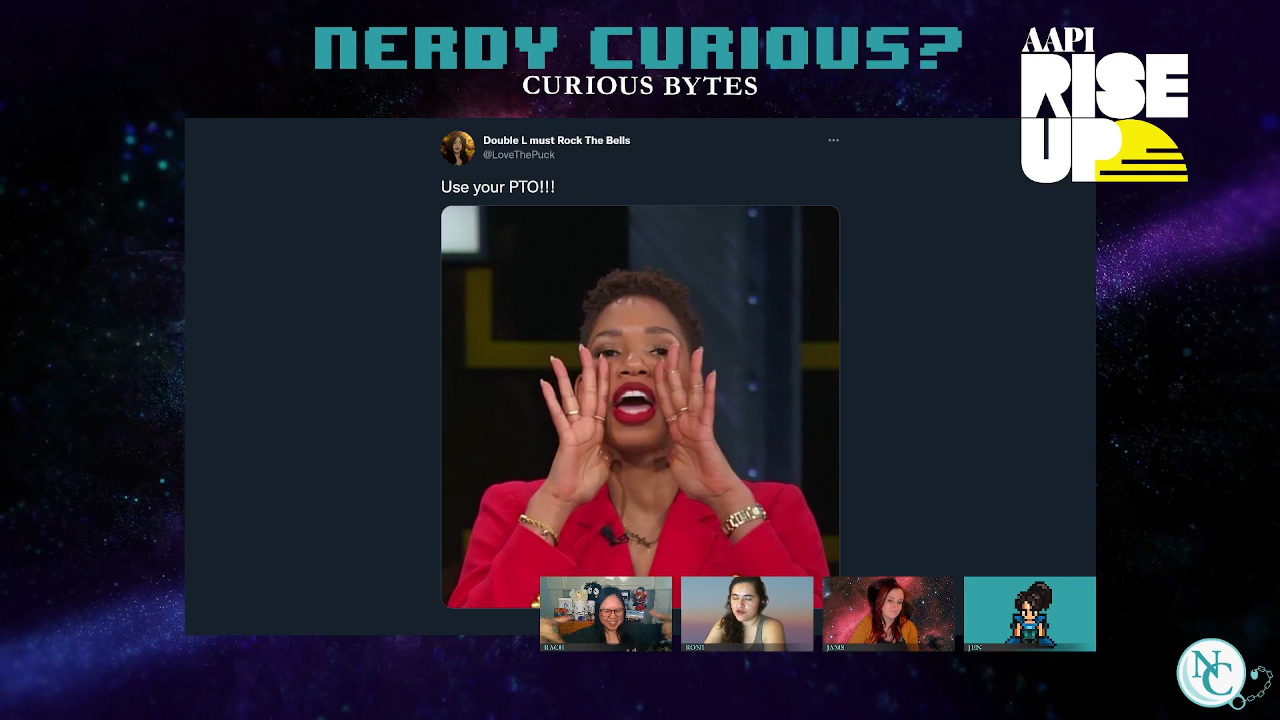 NERDY CURIOUS?
CURIOUS BYTES
AAPI
RISE
UP
Double L must Rock The Bells
@LoveThePuck
Use your PTO!!!
RACH
RONI
JAMS
JEN
NC